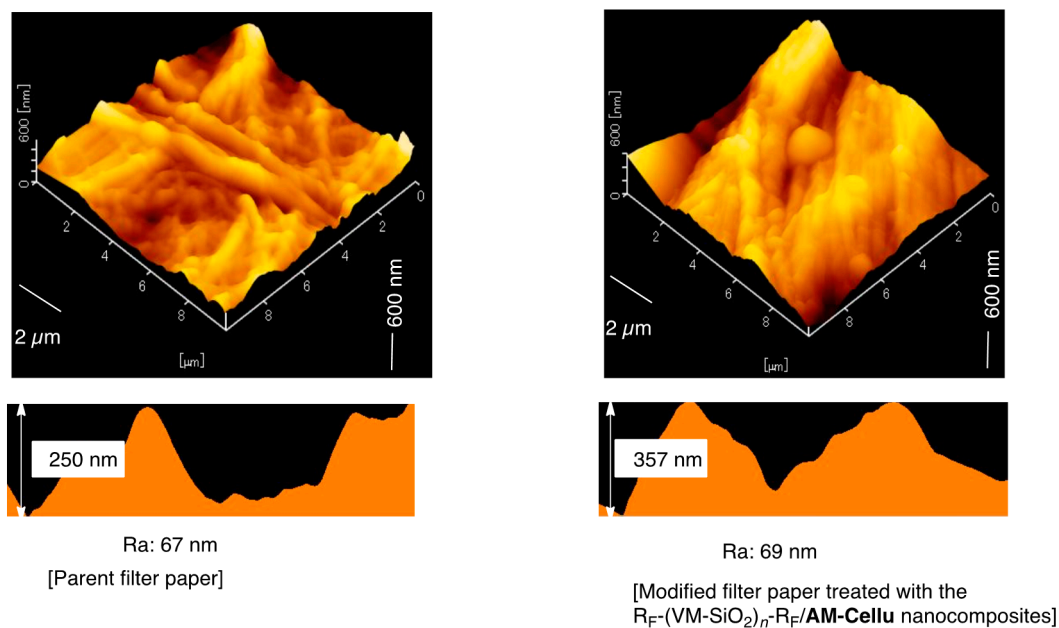 600 [nm]
0
2
4
6
8
[μm]
8
6
4
2
0
2 μm
600 nm
600 [nm]
0
2
4
6
8
[μm]
8
6
4
2
0
2 μm
600 nm
250 nm
357 nm
Ra: 67 nm
[Parent filter paper]
Ra: 69 nm
[Modified filter paper treated with the
R_F-(VM-SiO₂)ₙ-R_F/AM-Cellu nanocomposites]